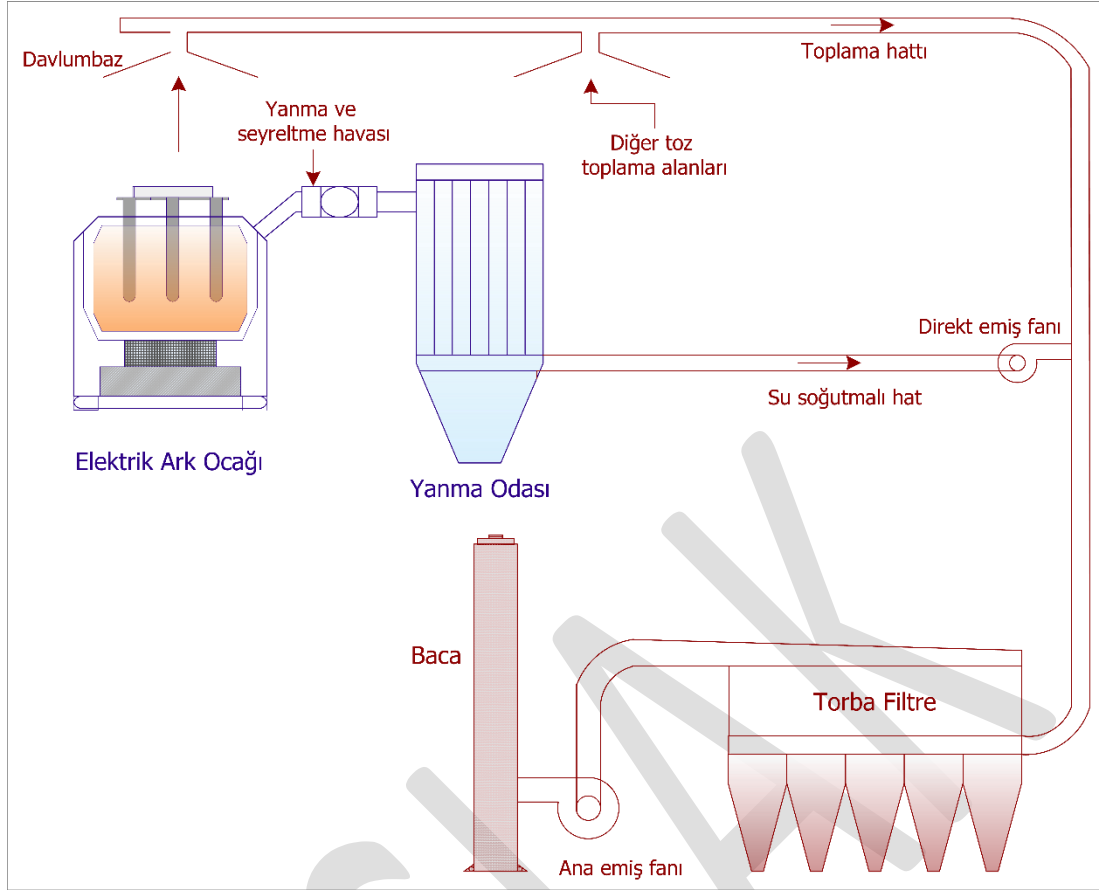 Davlumbaz
Toplama hattı
Yanma ve
seyreltme havası
Diğer toz
toplama alanları
Direkt emiş fanı
Su soğutmalı hat
Elektrik Ark Ocağı
Yanma Odası
Baca
Torba Filtre
Ana emiş fanı